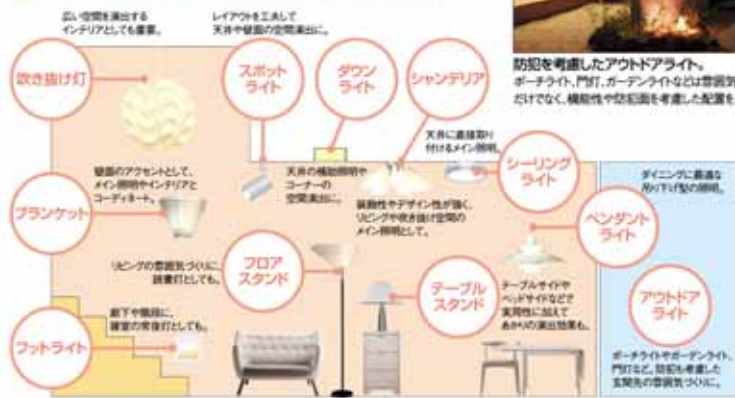 広い空間を演出する
インテリアとしても重要。
レイアウトを工夫して
天井や壁面の空間演出に。
防犯を考慮したアウトドアライト。
ポーチライト、門灯、ガーデンライトなどは雰囲気
だけでなく、機能性や防犯面を考慮した配置を。
吹き抜け灯
スポット
ライト
ダウン
ライト
シャンデリア
天井に直接取り
付けるメイン照明。
シーリング
ライト
壁面のアクセントとして、
メイン照明やインテリアと
コーディネート。
天井の補助照明や
コーナーの
空間演出に。
装飾性やデザイン性が強く、
リビングや吹き抜け空間の
メイン照明として。
ダイニングに最適な
吊り下げ型の照明。
ブランケット
ペンダント
ライト
リビングの雰囲気づくりに。
読書灯としても。
フロア
スタンド
テーブル
スタンド
テーブルサイドや
ベッドサイドなどで
実用性に加えて
あかりの演出効果も。
アウトドア
ライト
フットライト
廊下や階段に、
寝室の常夜灯としても。
ポーチライトやガーデンライト、
門灯など。防犯も考慮した
玄関先の雰囲気づくりに。